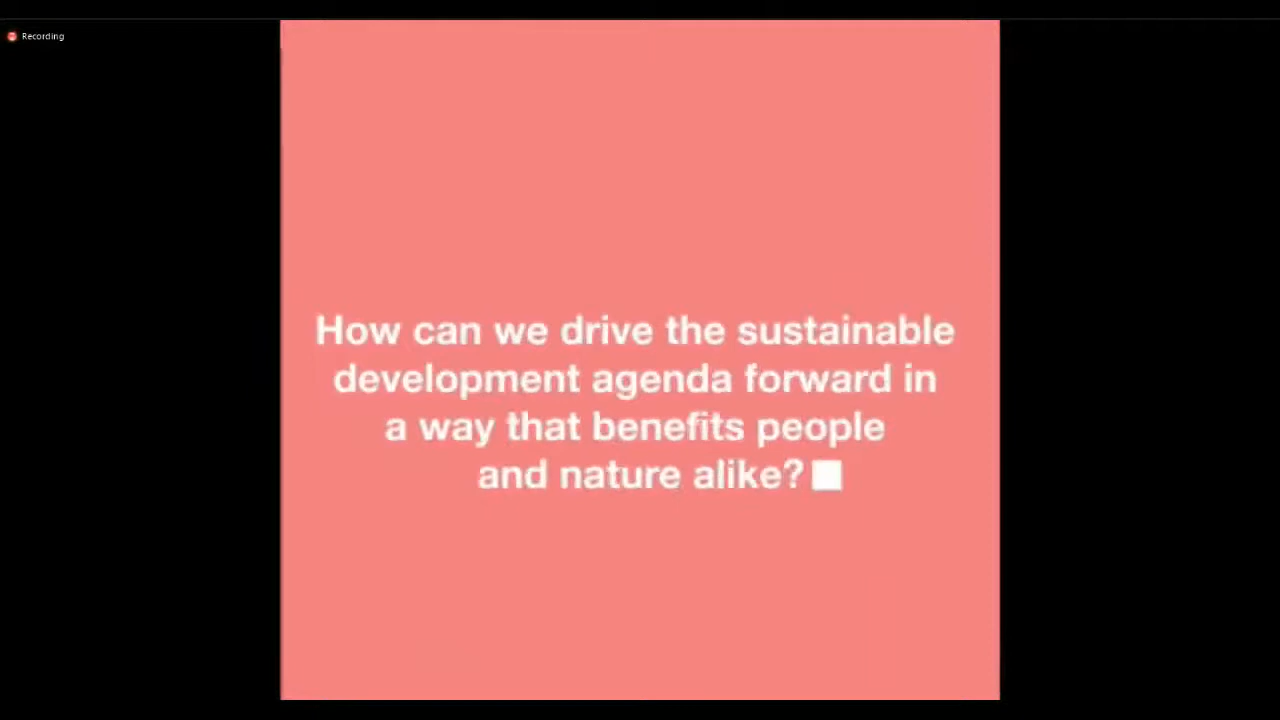 Recording
How can we drive the sustainable
development agenda forward in
a way that benefits people
and nature alike?